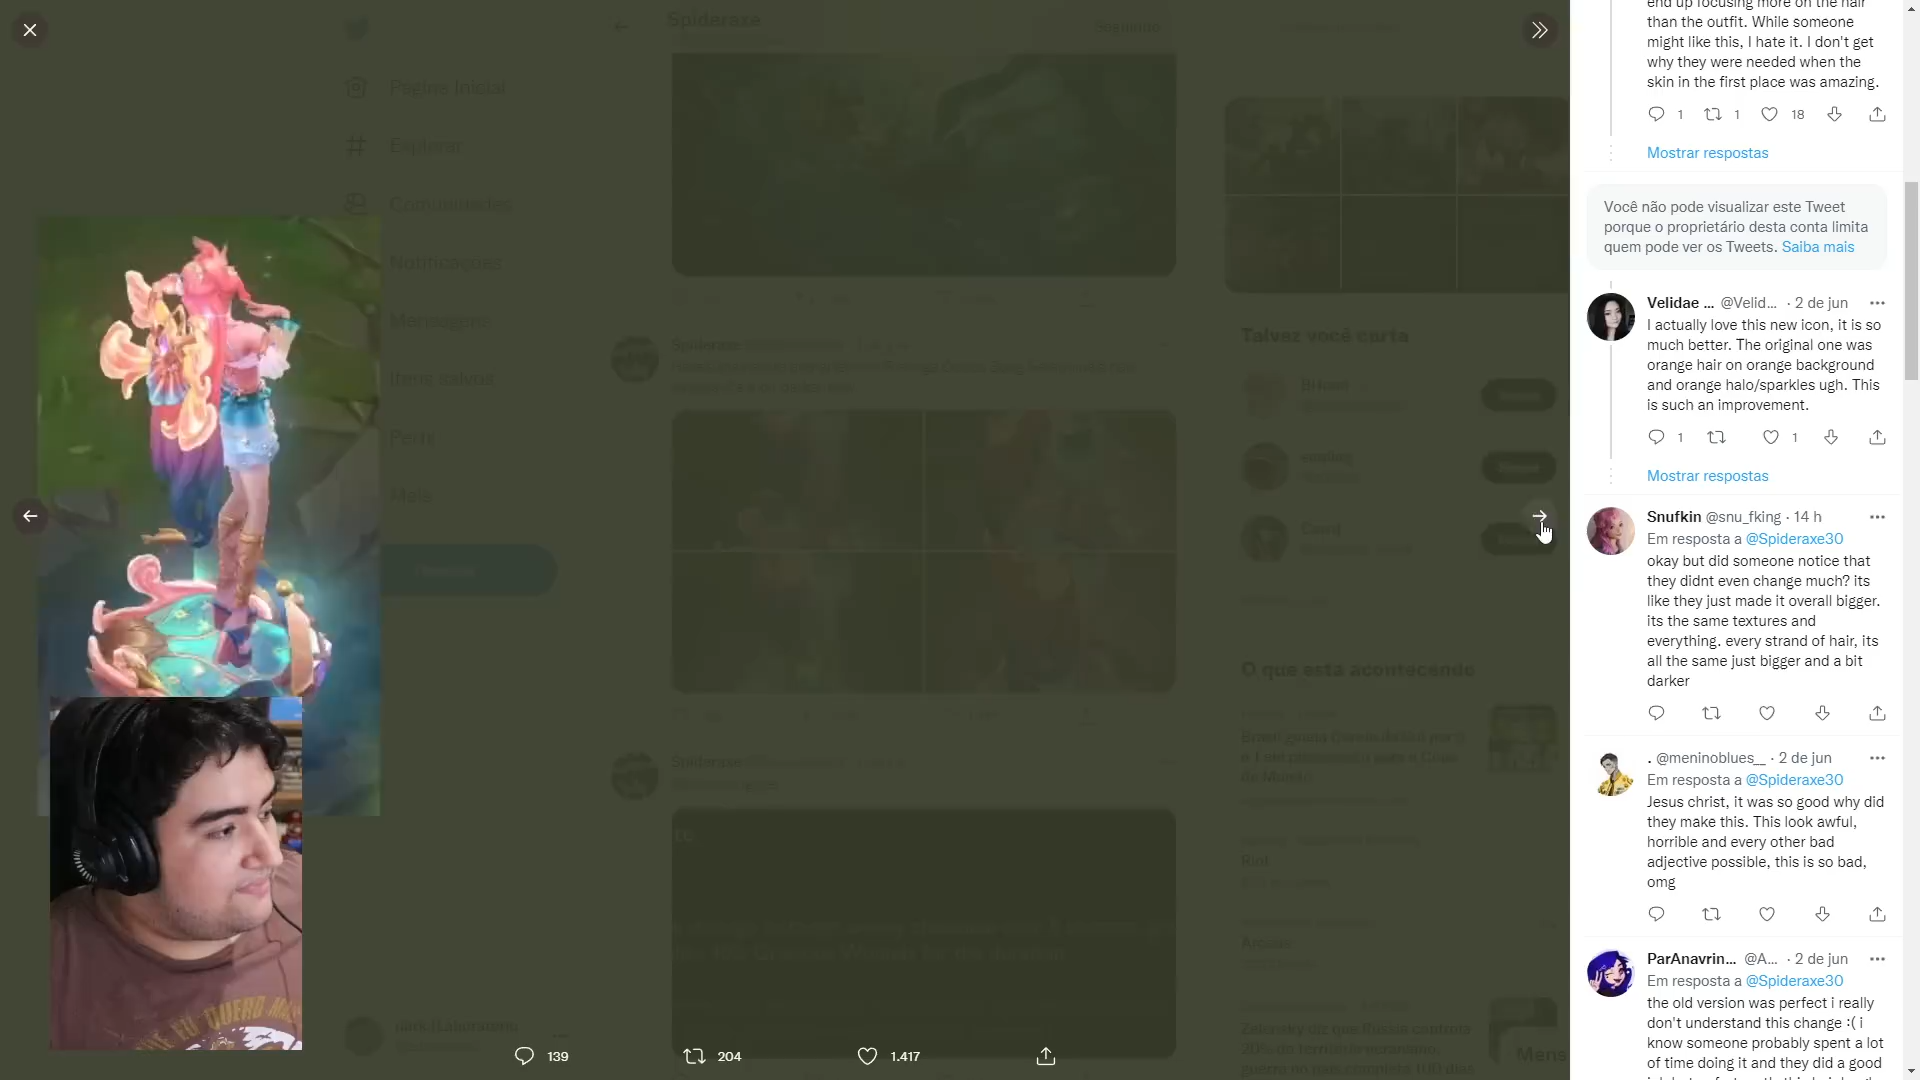 Spideraxe
Seguindo
Página Inicial
Explorar
Comunidades
Notificações
Mensagens
Itens salvos
Perfil
Mais
Talvez você curta
O que está acontecendo
139
204
1.417
than the outfit. While someone
might like this, I hate it. I don't get
why they were needed when the
skin in the first place was amazing.
1 1 18
Mostrar respostas
Você não pode visualizar este Tweet
porque o proprietário desta conta limita
quem pode ver os Tweets. Saiba mais
Velidae ... @Velid... · 2 de jun
I actually love this new icon, it is so
much better. The original one was
orange hair on orange background
and orange halo/sparkles ugh. This
is such an improvement.
1 1
Mostrar respostas
Snufkin @snu_fking · 14 h
Em resposta a @Spideraxe30
okay but did someone notice that
they didnt even change much? its
like they just made it overall bigger.
its the same textures and
everything. every strand of hair, its
all the same just bigger and a bit
darker
. @meninoblues__ · 2 de jun
Em resposta a @Spideraxe30
Jesus christ, it was so good why did
they make this. This look awful,
horrible and every other bad
adjective possible, this is so bad,
omg
ParAnavrin... @A... · 2 de jun
Em resposta a @Spideraxe30
the old version was perfect i really
don't understand this change :( i
know someone probably spent a lot
of time doing it and they did a good